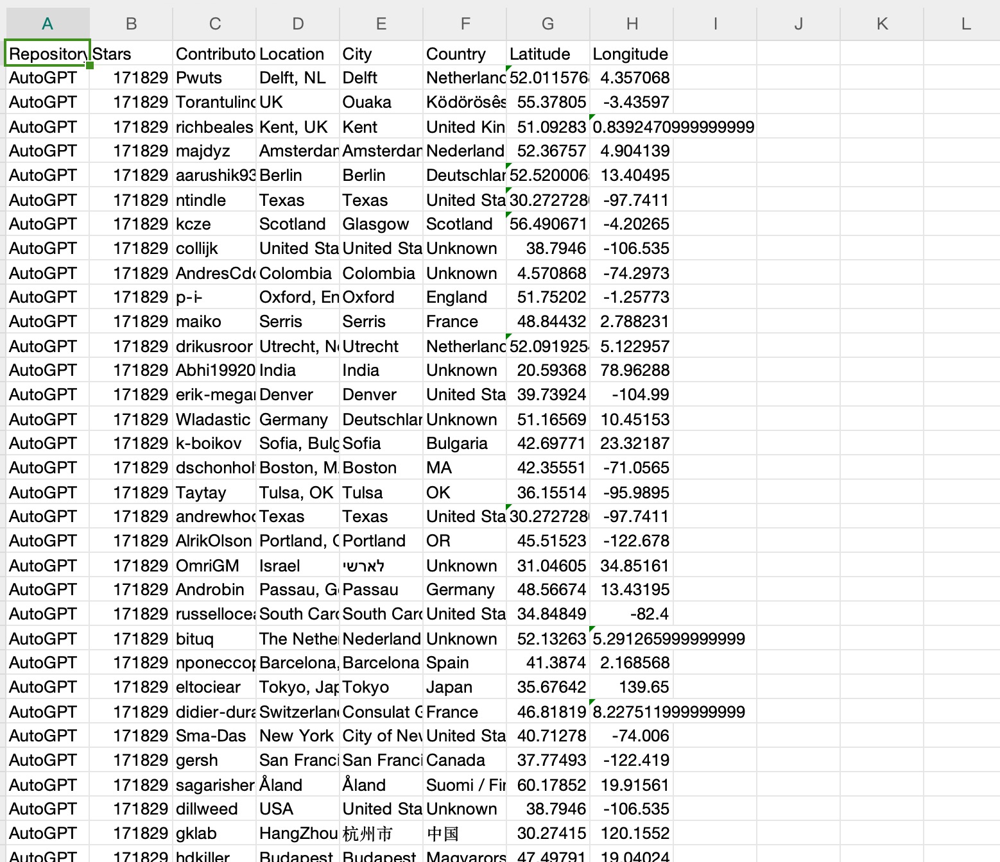 A B C D E F G H I J K L
Repository Stars Contributo Location City Country Latitude Longitude
AutoGPT 171829 Pwuts Delft, NL Delft Netherlanc 52.0115768 4.357068
AutoGPT 171829 Torantulino UK Ouaka Ködörösês 55.37805 -3.43597
AutoGPT 171829 richbeales Kent, UK Kent United Kin 51.09283 0.8392470999999999
AutoGPT 171829 majdyz Amsterdam Amsterdam Nederland 52.36757 4.904139
AutoGPT 171829 aarushik93 Berlin Berlin Deutschlan 52.520006 13.40495
AutoGPT 171829 ntindle Texas Texas United Sta 30.272728 -97.7411
AutoGPT 171829 kcze Scotland Glasgow Scotland 56.490671 -4.20265
AutoGPT 171829 collijk United Sta United Sta Unknown 38.7946 -106.535
AutoGPT 171829 AndresCdo Colombia Colombia Unknown 4.570868 -74.2973
AutoGPT 171829 p-i- Oxford, En Oxford England 51.75202 -1.25773
AutoGPT 171829 maiko Serris Serris France 48.84432 2.788231
AutoGPT 171829 drikusroor Utrecht, Ne Utrecht Netherlanc 52.0919254 5.122957
AutoGPT 171829 Abhi19920 India India Unknown 20.59368 78.96288
AutoGPT 171829 erik-megar Denver Denver United Sta 39.73924 -104.99
AutoGPT 171829 Wladastic Germany Deutschlan Unknown 51.16569 10.45153
AutoGPT 171829 k-boikov Sofia, Bulg Sofia Bulgaria 42.69771 23.32187
AutoGPT 171829 dschonhol Boston, M Boston MA 42.35551 -71.0565
AutoGPT 171829 Taytay Tulsa, OK Tulsa OK 36.15514 -95.9895
AutoGPT 171829 andrewhoo Texas Texas United Sta 30.272728 -97.7411
AutoGPT 171829 AlrikOlson Portland, O Portland OR 45.51523 -122.678
AutoGPT 171829 OmriGM Israel לארשי Unknown 31.04605 34.85161
AutoGPT 171829 Androbin Passau, Ge Passau Germany 48.56674 13.43195
AutoGPT 171829 russellocea South Caro South Caro United Sta 34.84849 -82.4
AutoGPT 171829 bituq The Nether Nederland Unknown 52.13263 5.291265999999999
AutoGPT 171829 nponeccop Barcelona, Barcelona Spain 41.3874 2.168568
AutoGPT 171829 eltociear Tokyo, Jap Tokyo Japan 35.67642 139.65
AutoGPT 171829 didier-dura Switzerland Consulat G France 46.81819 8.227511999999999
AutoGPT 171829 Sma-Das New York City of New United Sta 40.71278 -74.006
AutoGPT 171829 gersh San Franci San Franci Canada 37.77493 -122.419
AutoGPT 171829 sagarisher Åland Åland Suomi / Fin 60.17852 19.91561
AutoGPT 171829 dillweed USA United Sta Unknown 38.7946 -106.535
AutoGPT 171829 gklab HangZhou 杭州市 中国 30.27415 120.1552
AutoGPT 171829 hdkiller Budapest Budapest Magyarors 47.49791 19.04024